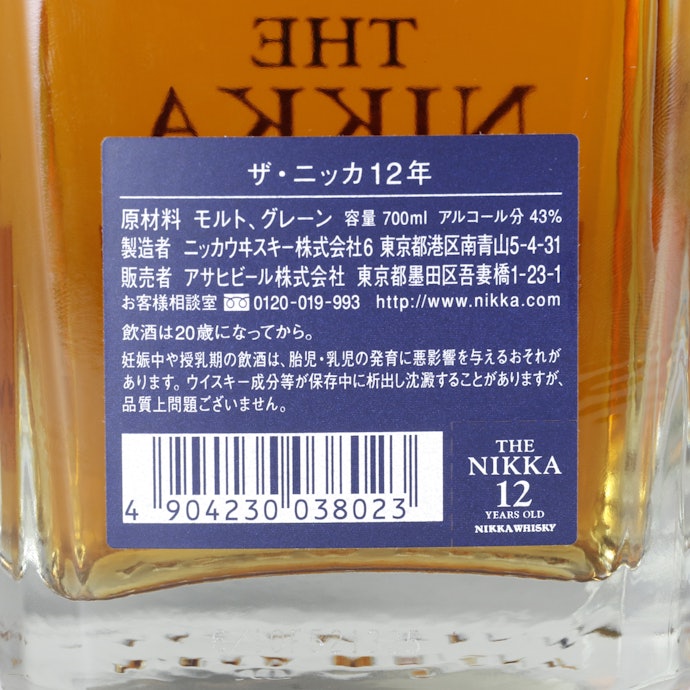 THE
NIKKA
ザ・ニッカ12年
原材料 モルト、グレーン 容量 700ml アルコール分 43%
製造者 ニッカウヰスキー株式会社6 東京都港区南青山5-4-31
販売者 アサヒビール株式会社 東京都墨田区吾妻橋1-23-1
お客様相談室 0120-019-993 http://www.nikka.com
飲酒は20歳になってから。
妊娠中や授乳期の飲酒は、胎児・乳児の発育に悪影響を与えるおそれが
あります。ウイスキー成分等が保存中に析出し沈澱することがありますが、
品質上問題ございません。
4 904230 038023
THE
NIKKA
12
YEARS OLD
NIKKA WHISKY